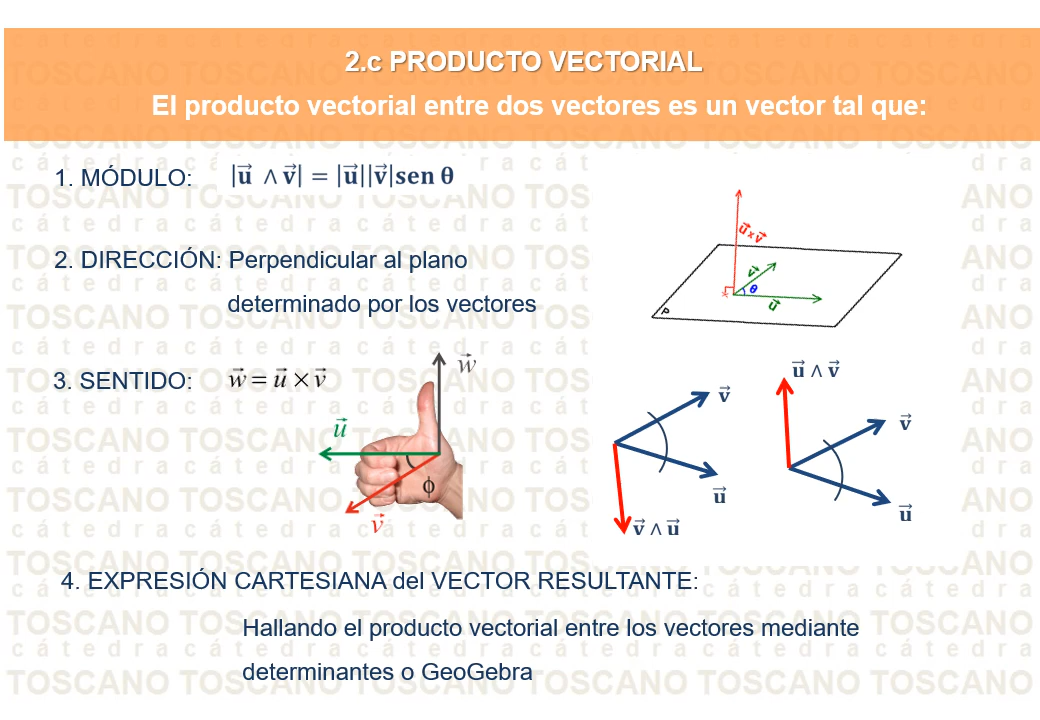 2.c PRODUCTO VECTORIAL
El producto vectorial entre dos vectores es un vector tal que:
1. MÓDULO: |u⃗ ∧ v⃗| = |u⃗||v⃗|sen θ
2. DIRECCIÓN: Perpendicular al plano
determinado por los vectores
u⃗×v⃗
v⃗
θ
u⃗
P
3. SENTIDO: w⃗ = u⃗ × v⃗
w⃗
u⃗
ϕ
v⃗
v⃗
u⃗
v⃗ ∧ u⃗
u⃗ ∧ v⃗
v⃗
u⃗
4. EXPRESIÓN CARTESIANA del VECTOR RESULTANTE:
Hallando el producto vectorial entre los vectores mediante
determinantes o GeoGebra
cátedra
TOSCANO